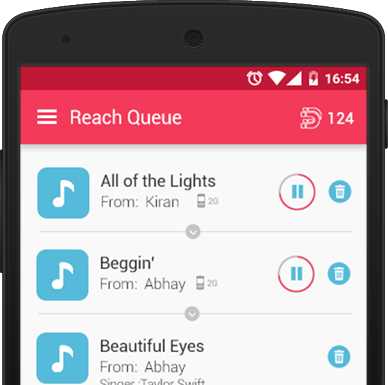 16:54
Reach Queue 124
All of the Lights
From: Kiran 2G
Beggin'
From: Abhay 2G
Beautiful Eyes
From: Abhay
Singer :Taylor Swift